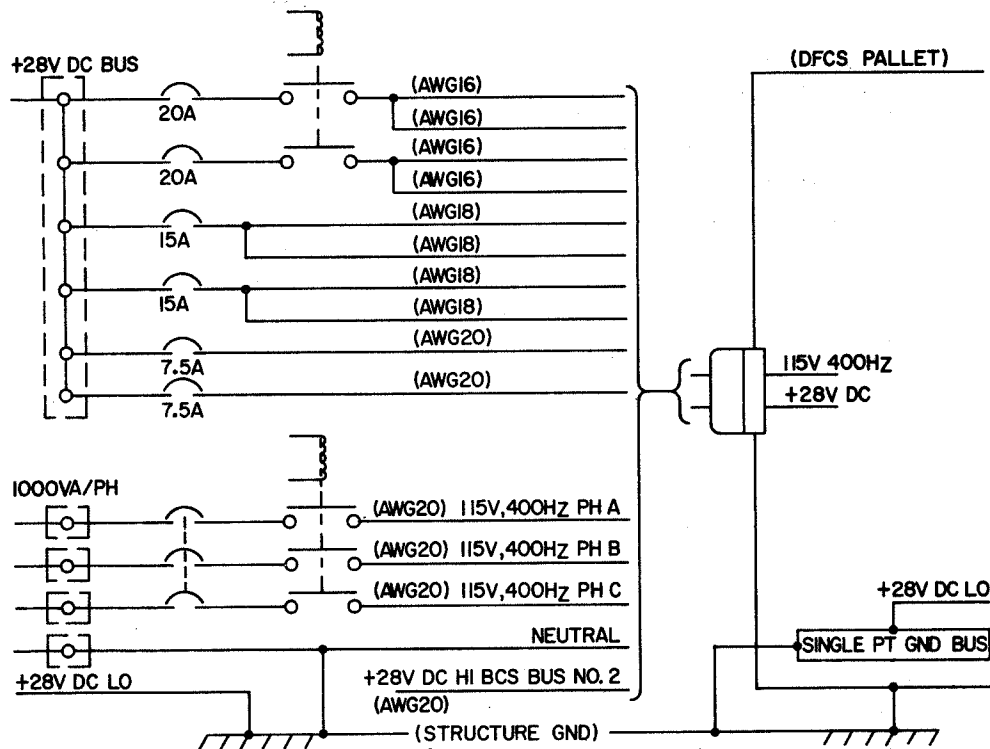 +28V DC BUS
(DFCS PALLET)
(AWG16)
20A
(AWG16)
(AWG16)
20A
(AWG16)
(AWG18)
15A
(AWG18)
(AWG18)
15A
(AWG18)
(AWG20)
7.5A
(AWG20)
7.5A
115V 400HZ
+28V DC
1000VA/PH
(AWG20) 115V,400HZ PH A
(AWG20) 115V,400HZ PH B
(AWG20) 115V,400HZ PH C
+28V DC LO
NEUTRAL
SINGLE PT GND BUS
+28V DC LO
+28V DC HI BCS BUS NO. 2
(AWG20)
(STRUCTURE GND)